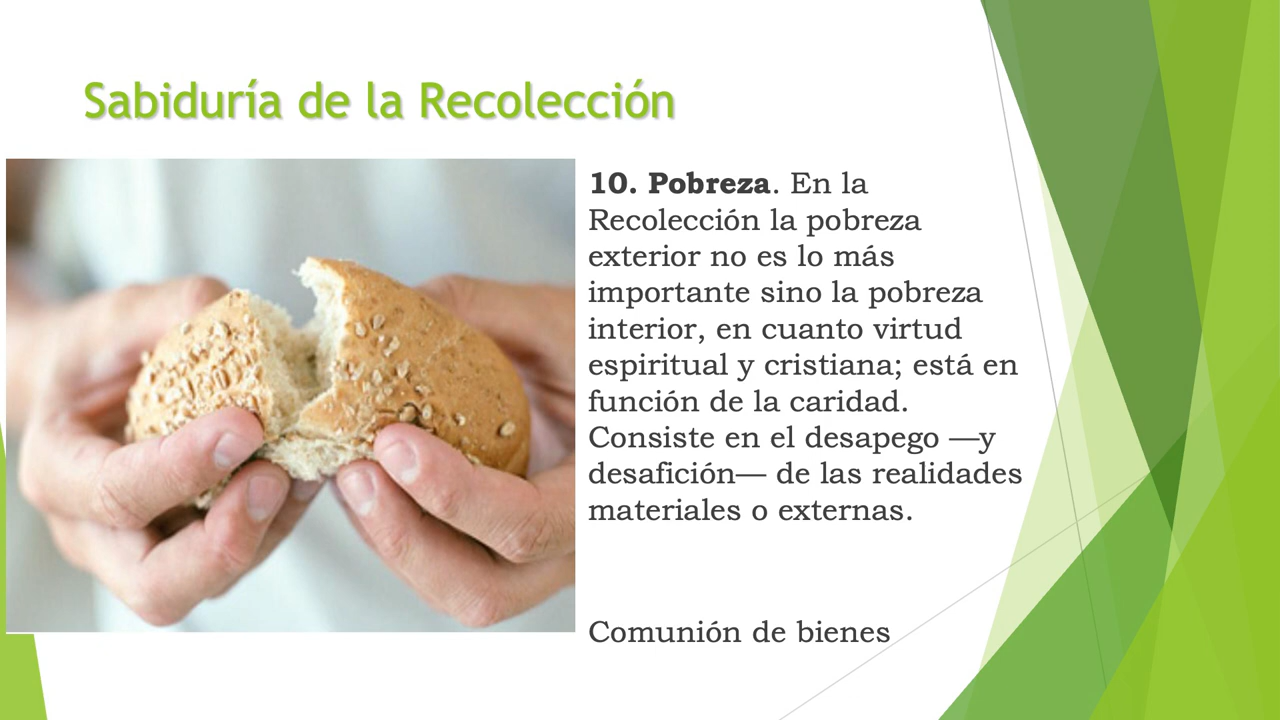 Sabiduría de la Recolección
10. Pobreza. En la
Recolección la pobreza
exterior no es lo más
importante sino la pobreza
interior, en cuanto virtud
espiritual y cristiana; está en
función de la caridad.
Consiste en el desapego —y
desafición— de las realidades
materiales o externas.
Comunión de bienes